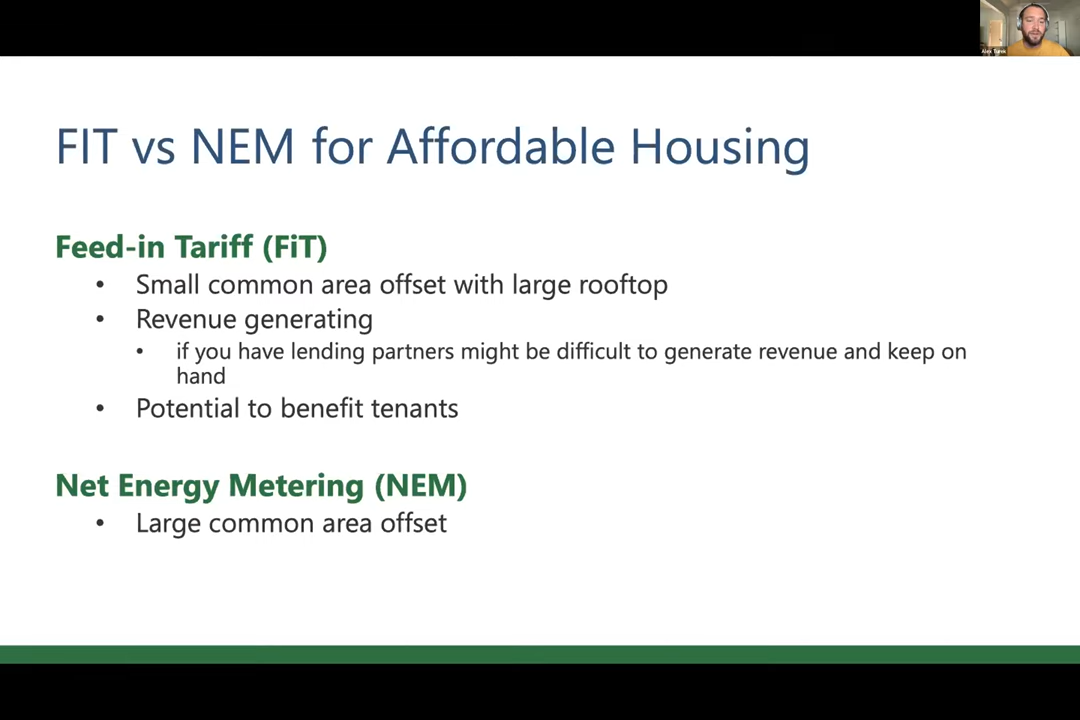 FIT vs NEM for Affordable Housing
Feed-in Tariff (FiT)
• Small common area offset with large rooftop
• Revenue generating
• if you have lending partners might be difficult to generate revenue and keep on
hand
• Potential to benefit tenants
Net Energy Metering (NEM)
• Large common area offset